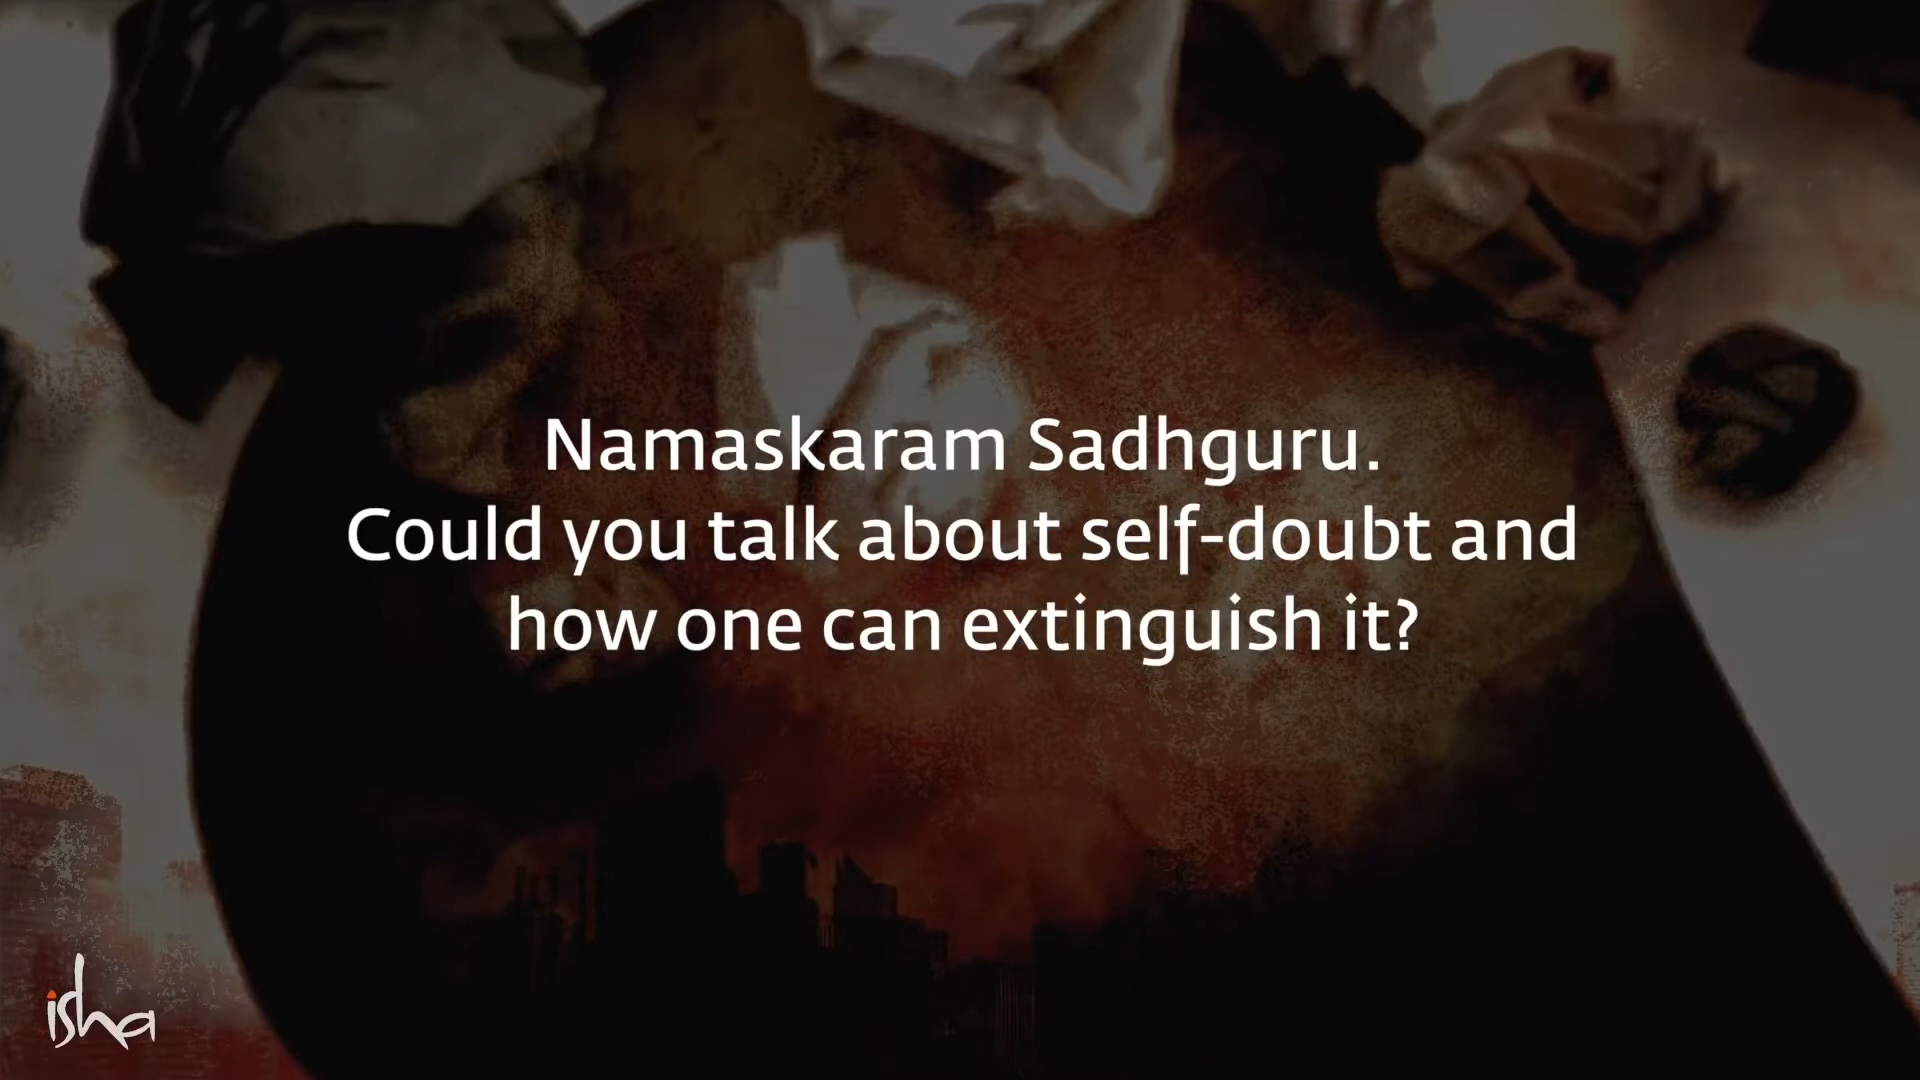 Namaskaram Sadhguru.
Could you talk about self-doubt and
how one can extinguish it?
isha